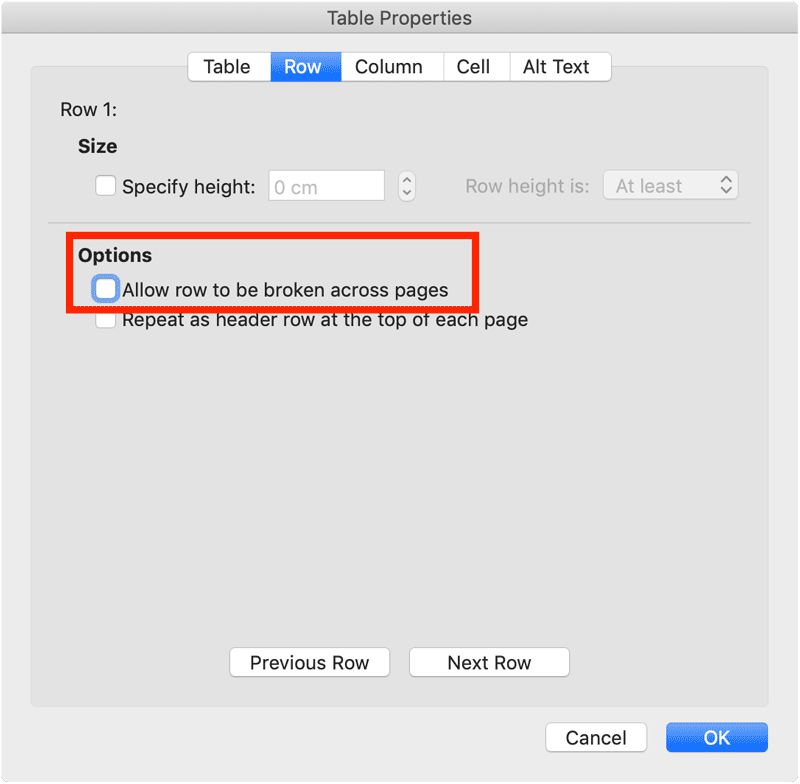 Table Properties
Table Row Column Cell Alt Text
Row 1:
Size
Specify height: 0 cm Row height is: At least
Options
Allow row to be broken across pages
Repeat as header row at the top of each page
Previous Row Next Row
Cancel OK